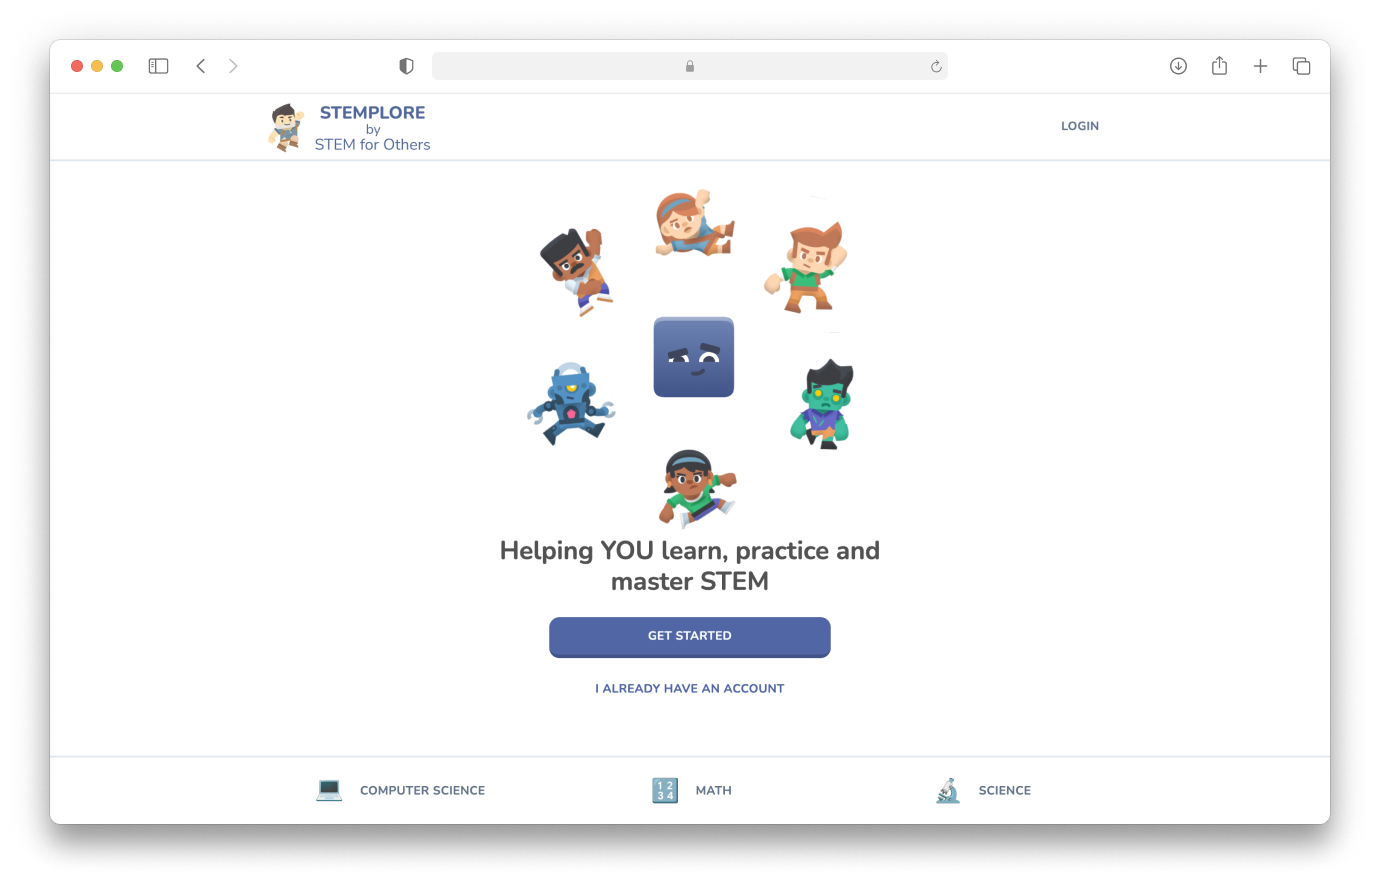 STEMPLORE
by
STEM for Others
LOGIN
Helping YOU learn, practice and
master STEM
GET STARTED
I ALREADY HAVE AN ACCOUNT
COMPUTER SCIENCE
1 2
3 4
MATH
SCIENCE